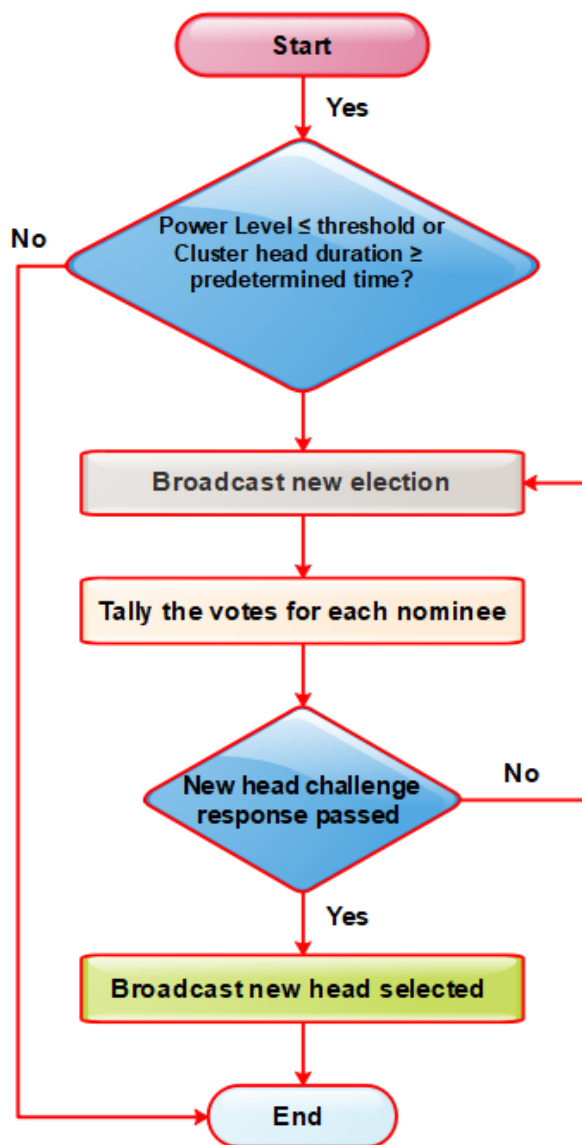 Start
Yes
No
Power Level ≤ threshold or
Cluster head duration ≥
predetermined time?
Broadcast new election
Tally the votes for each nominee
New head challenge
response passed
No
Yes
Broadcast new head selected
End